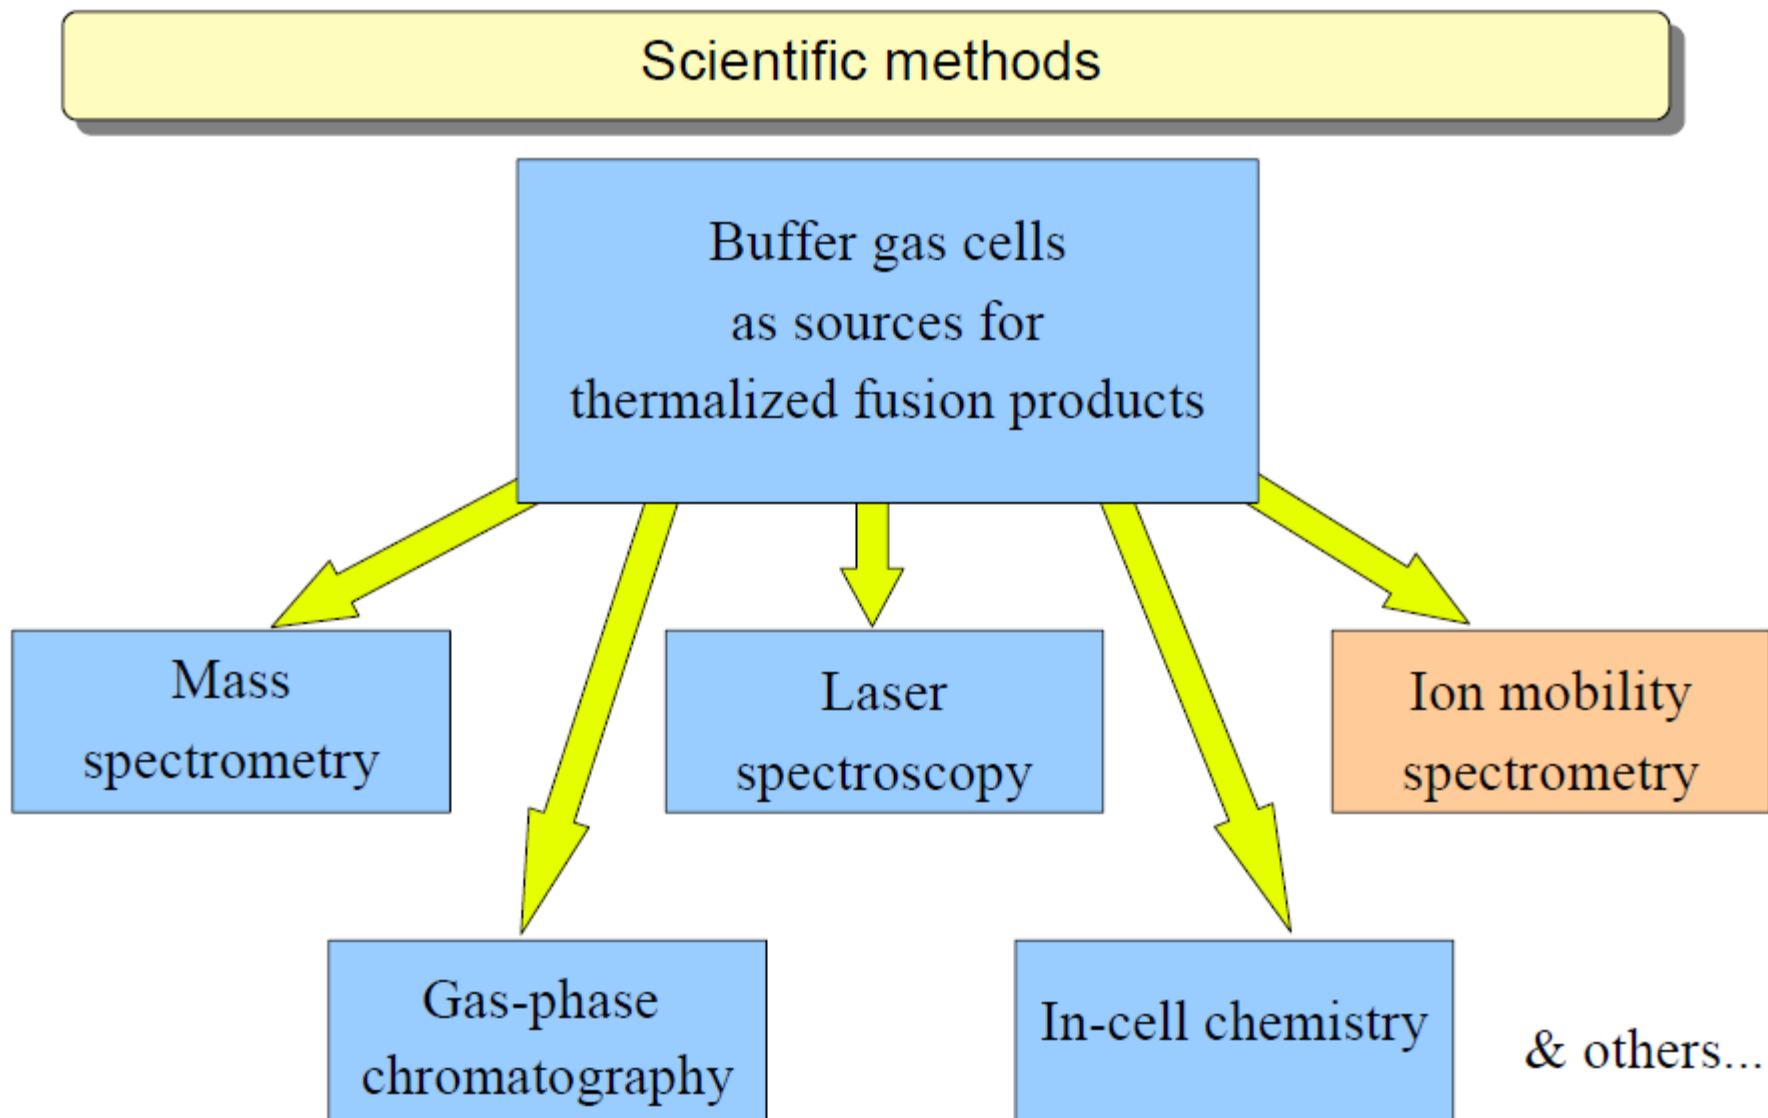 Scientific methods
Buffer gas cells
as sources for
thermalized fusion products
Mass
spectrometry
Laser
spectroscopy
Ion mobility
spectrometry
Gas-phase
chromatography
In-cell chemistry
& others...